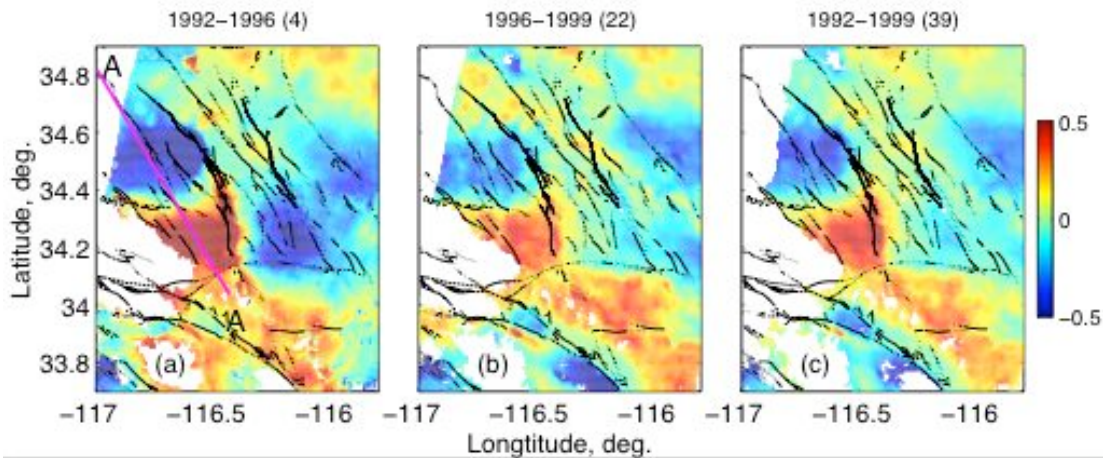 1992−1996 (4) 1996−1999 (22) 1992−1999 (39)
A
34.8
34.6
34.4
34.2
34
33.8
Latitude, deg.
A
(a) (b) (c)
0.5
0
−0.5
−117 −116.5 −116 −117 −116.5 −116 −117 −116.5 −116
Longtitude, deg.